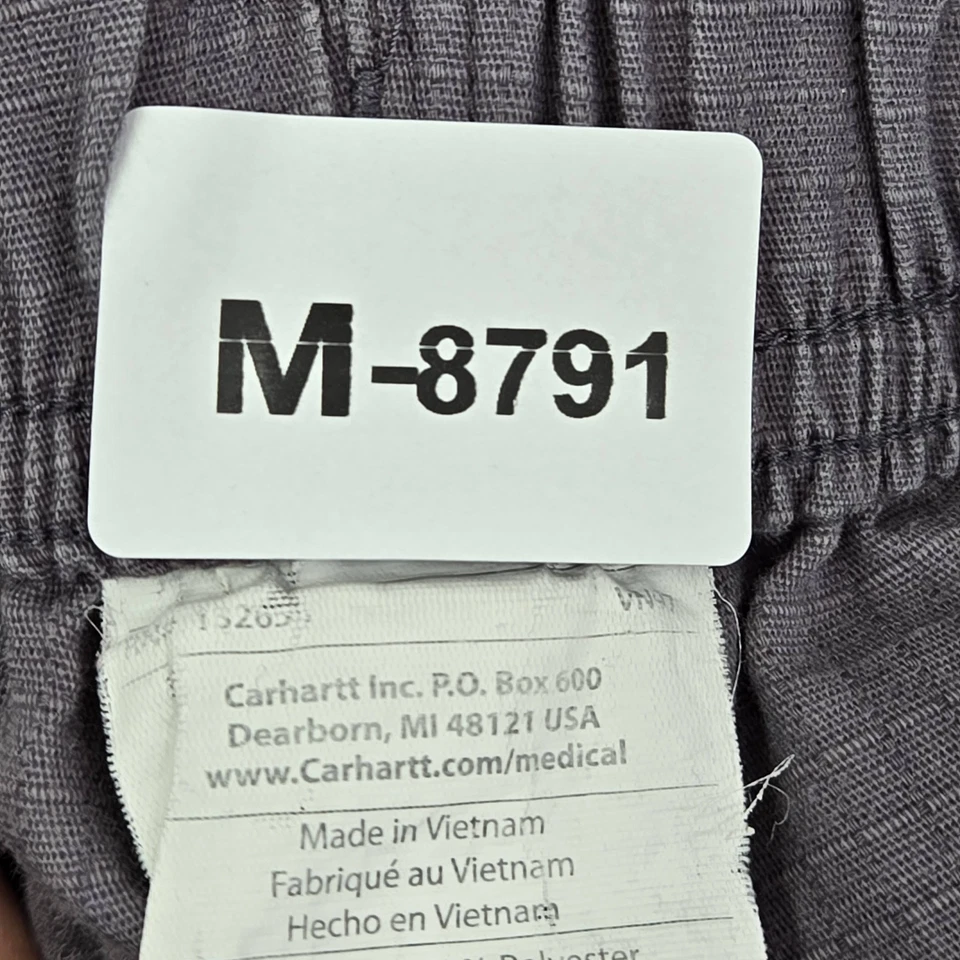 M-8791
Carhartt Inc. P.O. Box 600
Dearborn, MI 48121 USA
www.Carhartt.com/medical
Made in Vietnam
Fabriqué au Vietnam
Hecho en Vietnam
Polyester